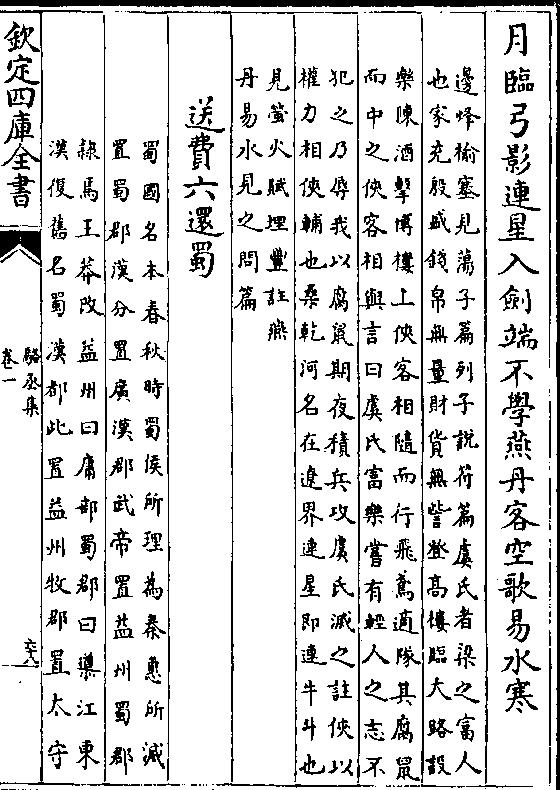 月臨弓影連星入劍端不學燕丹客空歌易水寒
邊烽榆塞見蕩子篇列子說符篇虞氏者梁之富人
也家充殷盛錢帛無量財貨無訾登高樓臨大路設
樂陳酒擊博樓上俠客相隨而行飛鳶適隊其腐䑕
而中之俠客相與言曰虞氏富樂嘗有輕人之志不
犯之乃辱我以腐䑕期夜積兵攻虞氏滅之註俠以
權力相俠輔也桑乾河名在遼界連星即連牛斗也
見螢火賦埋豐註燕
丹易水見之問篇
送費六還蜀
蜀國名本春秋時蜀侯所理為秦惠所滅
置蜀郡漢分置廣漢郡武帝置益州蜀郡
隸焉王莽改益州曰庸部蜀郡曰導江東
漢復舊名蜀漢都此置益州牧郡置太守
欽定四庫全書
駱丞集
卷一
六